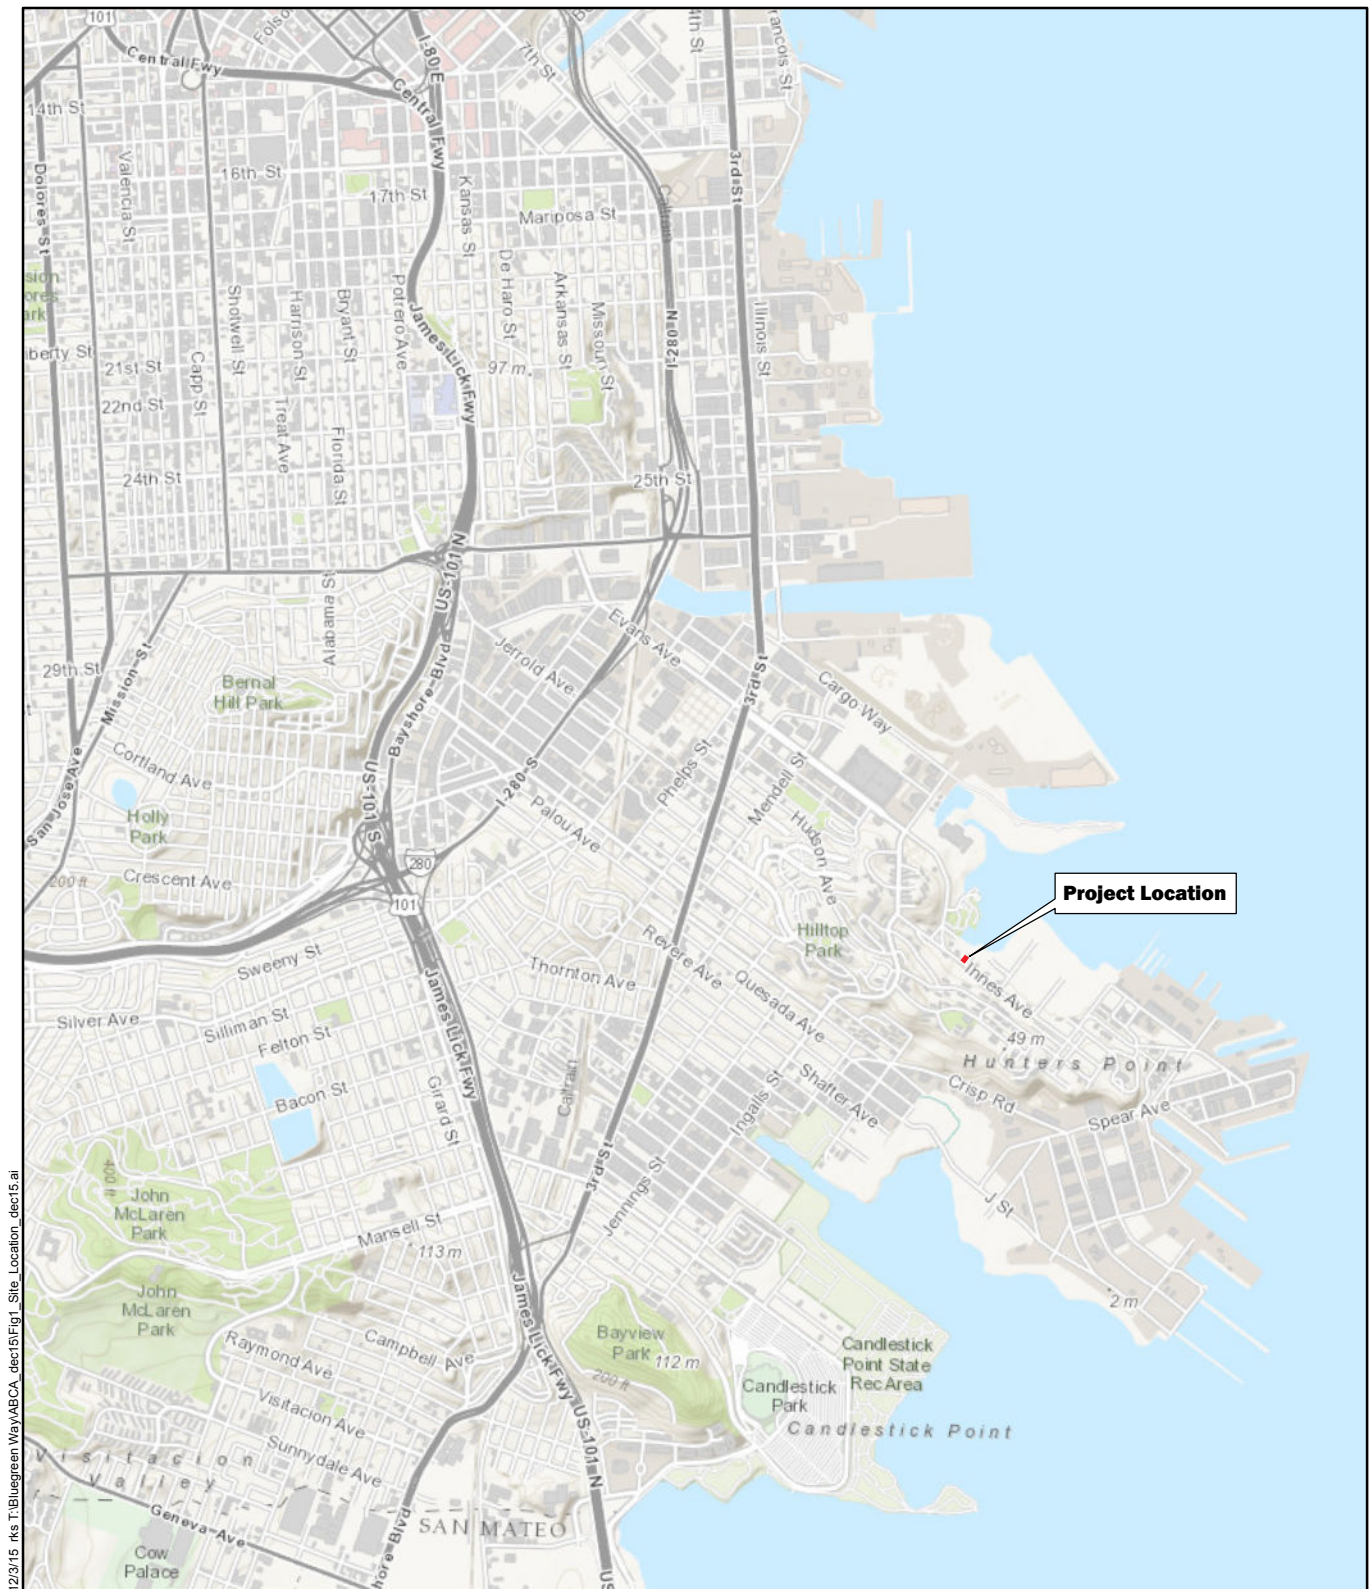 101
Central Fwy
I-80 E
7th St
4th St
14th St
Central Fwy
Valencia St
Dolores St
16th St
17th St
Kansas St
Mariposa St
Caltrain
3rd St
Shotwell St
Harrison St
Bryant St
Potrero Ave
De Haro St
Arkansas St
Missouri St
I-280 N
Illinois St
James Lick Fwy
iberty St
21st St
Capp St
97 m
22nd St
Treat Ave
Florida St
24th St
25th St
US-101 N
Alabama St
Evans Ave
Jerrold Ave
29th St
Mission St
Bernal
Hill Park
Bayshore Blvd
3rd St
Cargo Way
Cortland Ave
San Jose Ave
US-101 S
I-280 S
Phelps St
Mendell St
Holly
Park
Palou Ave
Hudson Ave
Crescent Ave
200 ft
280
101
Project Location
Hilltop
Park
Revere Ave
Sweeny St
Thornton Ave
Quesada Ave
Innes Ave
Silver Ave
Silliman St
Felton St
James Lick Fwy
49 m
Hunters Point
Bacon St
Girard St
Caltrain
Ingalls St
Shafter Ave
Crisp Rd
Spear Ave
400 ft
John
McLaren
Park
3rd St
Jennings St
J St
Mansell St
113 m
John
McLaren
Park
James Lick Fwy
2 m
Raymond Ave
Campbell Ave
Bayview
Park
112 m
200 ft
Candlestick
Point State
Rec Area
Candlestick
Park
Candlestick Point
Visitacion Ave
Sunnydale Ave
US-101 N
Visitacion
Valley
Geneva Ave
SAN MATEO
hore Blvd
Cow
Palace
US
12/3/15 rks T:\Bluegreen Way\ABCA_dec15\Fig1_Site_Location_dec15.ai